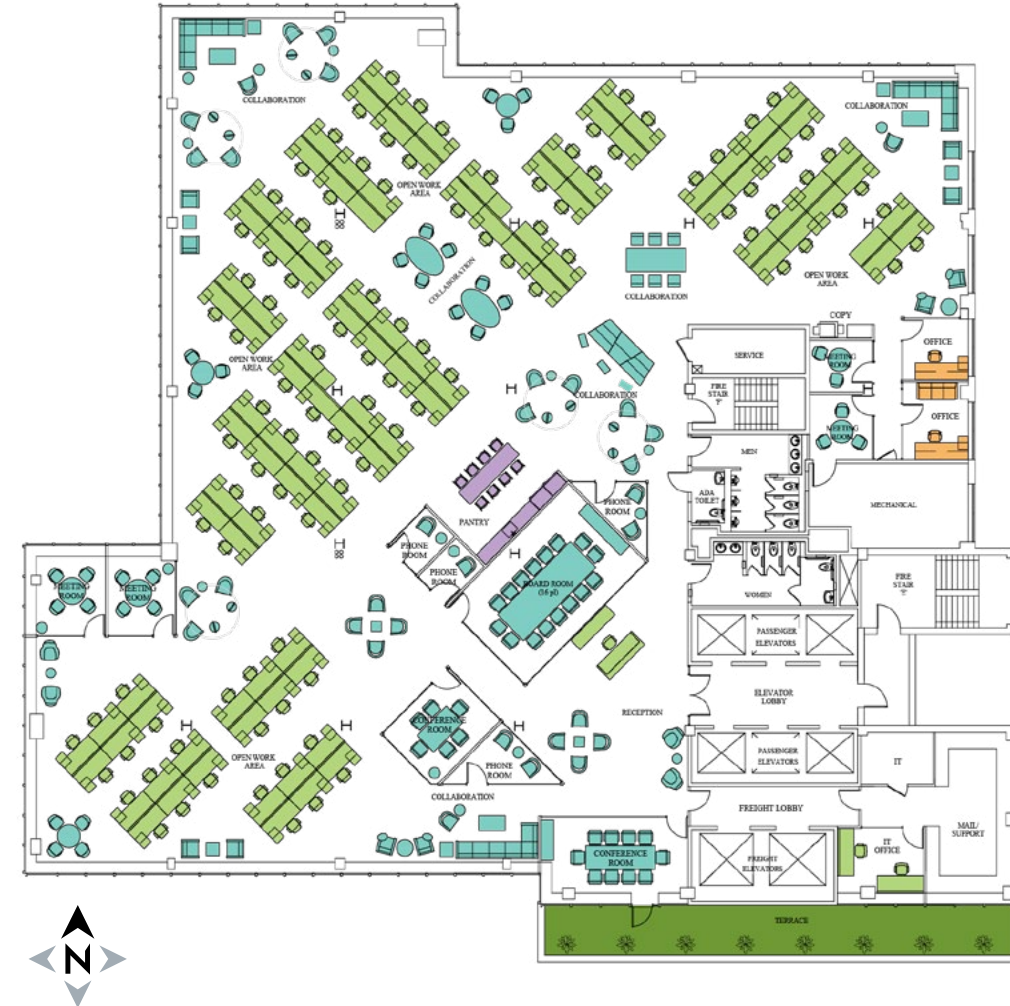 COLLABORATION
COLLABORATION
OPEN WORK
AREA
COLLABORATION
OPEN WORK
AREA
COLLABORATION
COPY
OFFICE
SERVICE
MEETING
ROOM
OPEN WORK
AREA
FIRE
STAIR
COLLABORATION
OFFICE
MEETING
ROOM
MEN
ADA
TOILET
PHONE
ROOM
MECHANICAL
PANTRY
PHONE
ROOM
PHONE
ROOM
BOARD ROOM
(16 pl)
FIRE
STAIR
MEETING
ROOM
MEETING
ROOM
WOMEN
PASSENGER
ELEVATORS
ELEVATOR
LOBBY
RECEPTION
CONFERENCE
ROOM
PASSENGER
ELEVATORS
OPEN WORK
AREA
PHONE
ROOM
IT
COLLABORATION
FREIGHT LOBBY
MAIL/
SUPPORT
IT
OFFICE
CONFERENCE
ROOM
FREIGHT
ELEVATORS
TERRACE
N